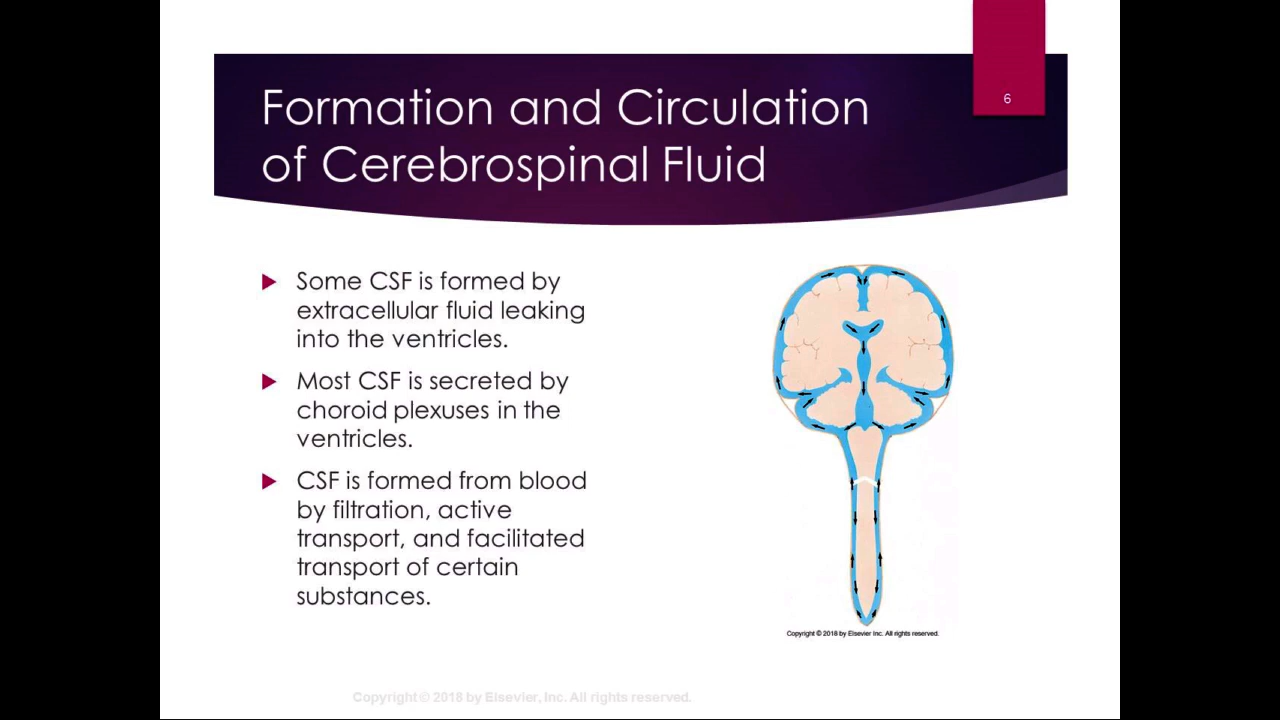 Formation and Circulation
of Cerebrospinal Fluid
6
Some CSF is formed by
extracellular fluid leaking
into the ventricles.
Most CSF is secreted by
choroid plexuses in the
ventricles.
CSF is formed from blood
by filtration, active
transport, and facilitated
transport of certain
substances.
Copyright © 2018 by Elsevier Inc. All rights reserved.
Copyright © 2018 by Elsevier, Inc. All rights reserved.